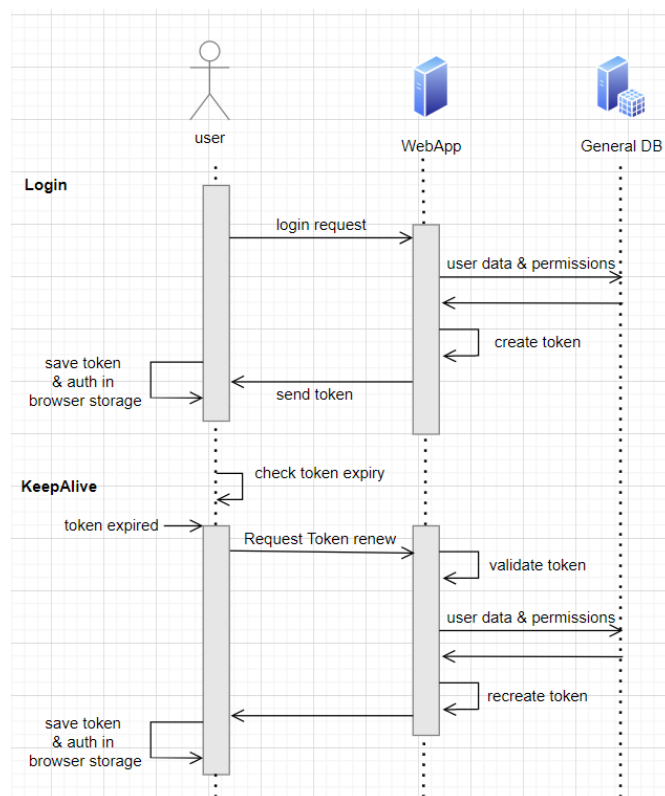 user
WebApp
General DB
Login
login request
user data & permissions
create token
save token
& auth in
browser storage
send token
check token expiry
KeepAlive
token expired
Request Token renew
validate token
user data & permissions
recreate token
save token
& auth in
browser storage